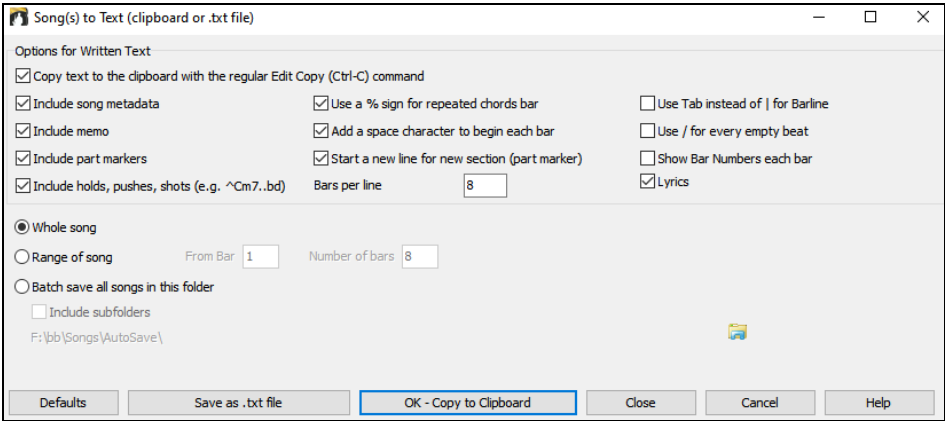 Song(s) to Text (clipboard or .txt file)
Options for Written Text
Copy text to the clipboard with the regular Edit Copy (Ctrl-C) command
Include song metadata Use a % sign for repeated chords bar Use Tab instead of | for Barline
Include memo Add a space character to begin each bar Use / for every empty beat
Include part markers Start a new line for new section (part marker) Show Bar Numbers each bar
Include holds, pushes, shots (e.g. ^Cm7..bd) Bars per line 8 Lyrics
Whole song
Range of song From Bar 1 Number of bars 8
Batch save all songs in this folder
Include subfolders
F:\bb\Songs\AutoSave\
Defaults Save as .txt file OK - Copy to Clipboard Close Cancel Help